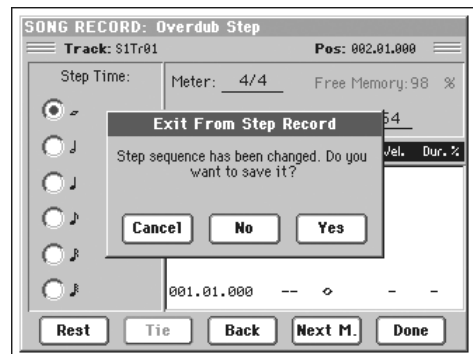 SONG RECORD: Overdub Step
Track: S1Tr01 Pos: 002.01.000
Step Time:
Meter: 4/4 Free Memory: 98 %
54
Exit From Step Record
Vel. Dur.%
Step sequence has been changed. Do you
want to save it?
Cancel No Yes
001.01.000 -- - -
Rest Tie Back Next M. Done